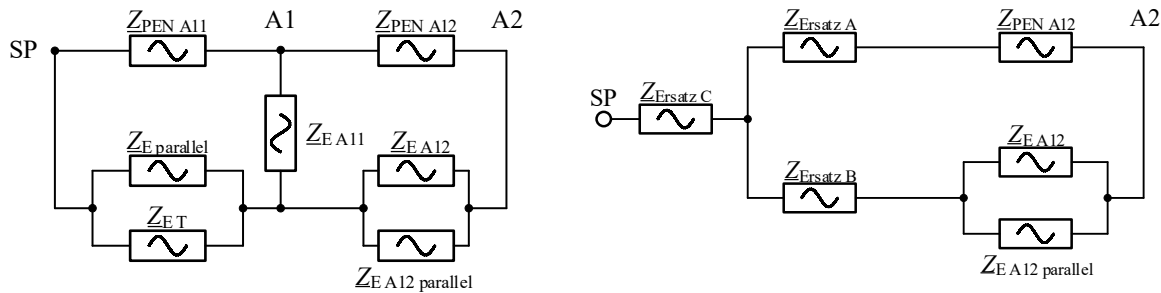 SP
Z_PEN A11
A1
Z_PEN A12
A2
Z_E A11
Z_E parallel
Z_E A12
Z_E T
Z_E A12 parallel
SP
Z_Ersatz C
Z_Ersatz A
Z_PEN A12
A2
Z_Ersatz B
Z_E A12
Z_E A12 parallel